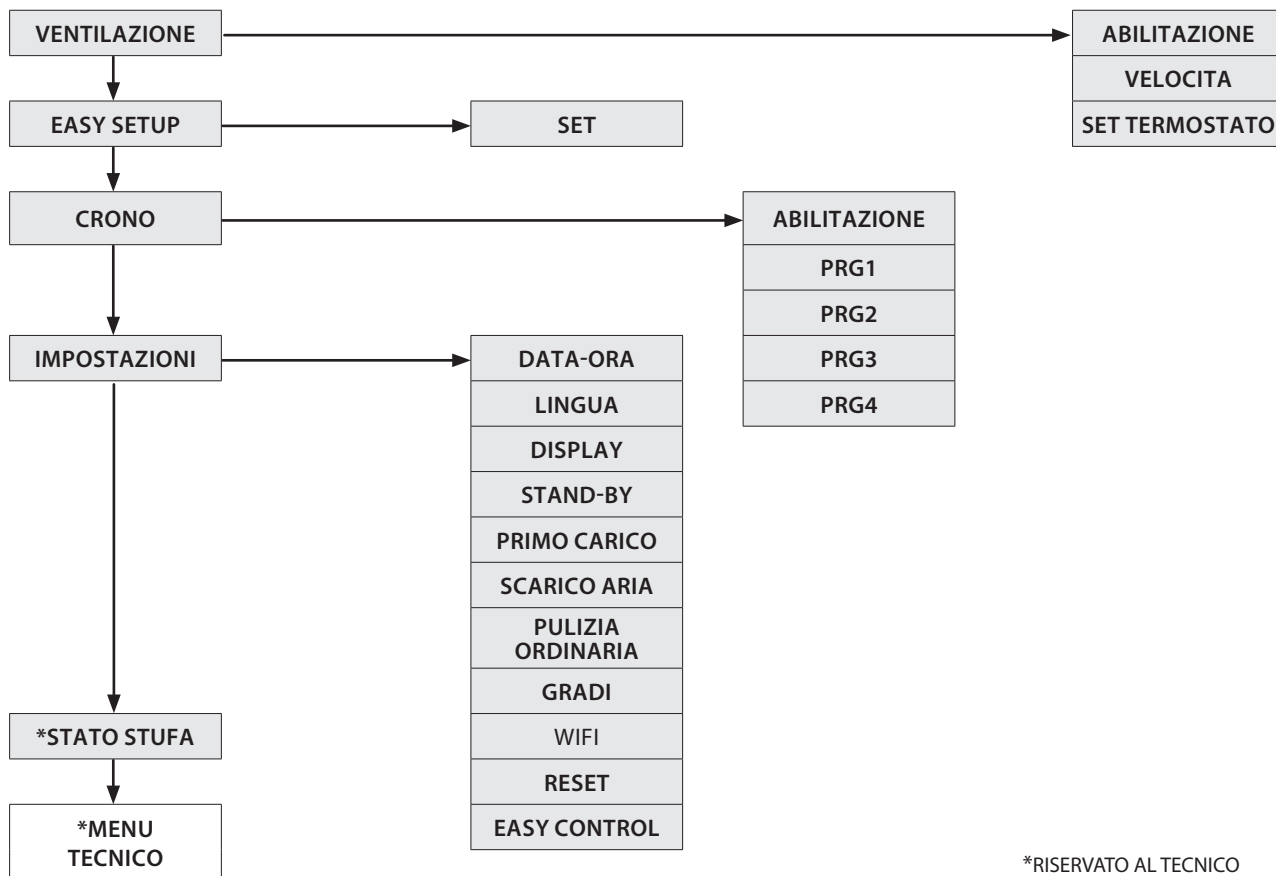 VENTILAZIONE
ABILITAZIONE
VELOCITA
SET TERMOSTATO
EASY SETUP
SET
CRONO
ABILITAZIONE
PRG1
PRG2
PRG3
PRG4
IMPOSTAZIONI
DATA-ORA
LINGUA
DISPLAY
STAND-BY
PRIMO CARICO
SCARICO ARIA
PULIZIA
ORDINARIA
GRADI
WIFI
RESET
EASY CONTROL
*STATO STUFA
*MENU
TECNICO
*RISERVATO AL TECNICO